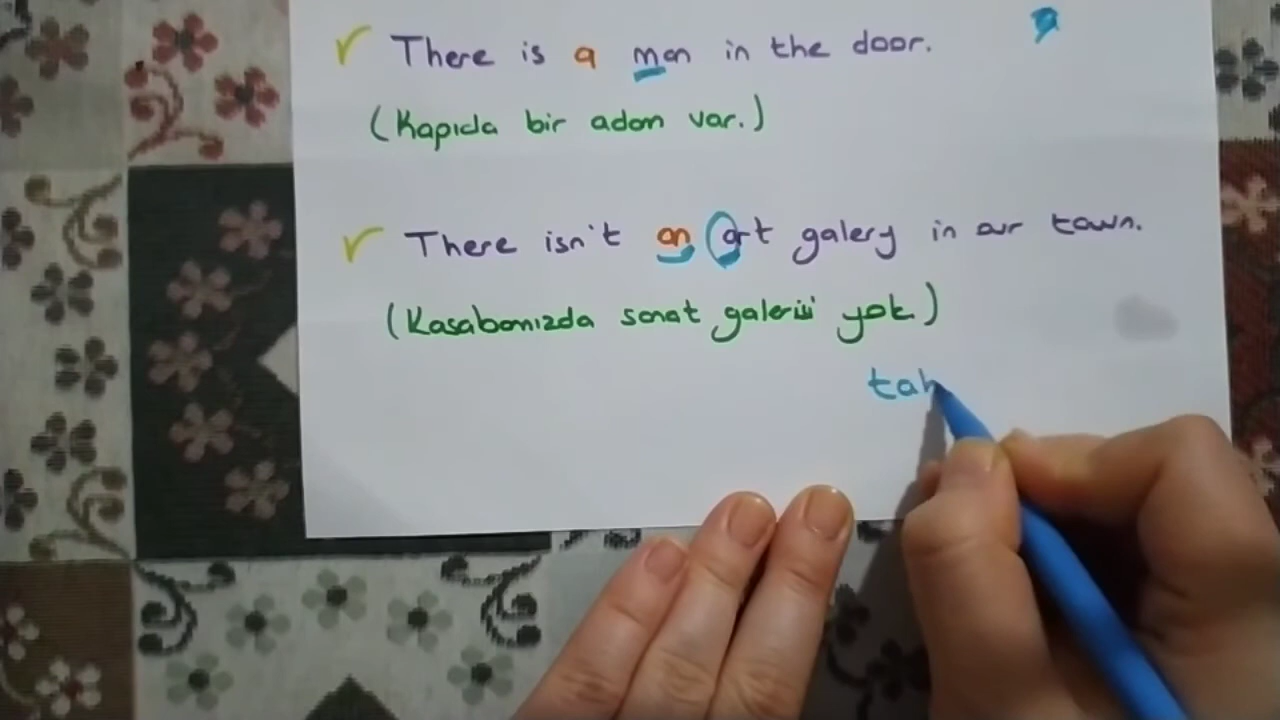 There is a man in the door.
(Kapıda bir adam var.)
There isn't an art galery in our town.
(Kasabamızda sanat galerisi yok)
tah